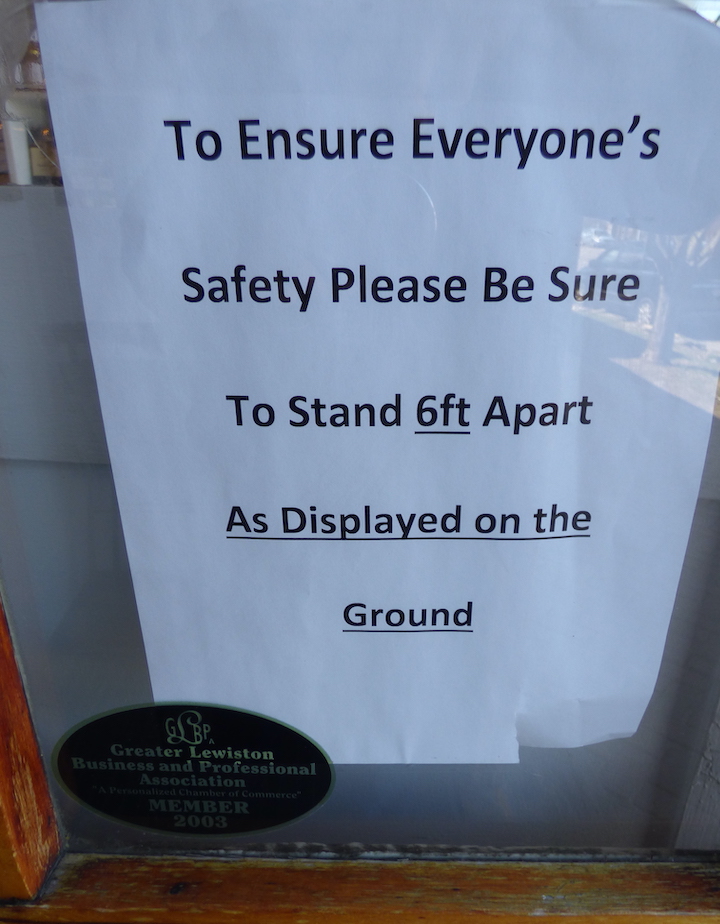 To Ensure Everyone's
Safety Please Be Sure
To Stand 6ft Apart
As Displayed on the
Ground
GLBPA
Greater Lewiston
Business and Professional
Association
"A Personalized Chamber of Commerce"
MEMBER
2003